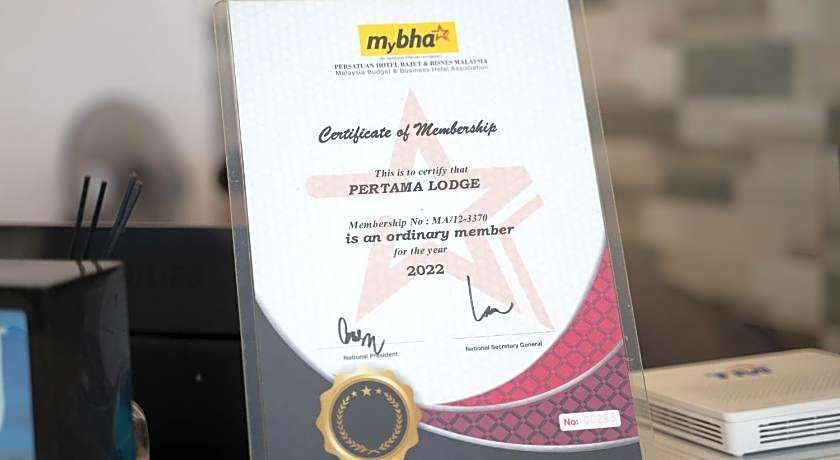 mybha
PERSATUAN HOTEL BAJET & BISNES MALAYSIA
Malaysia Budget & Business Hotel Association
Certificate of Membership
This is to certify that
PERTAMA LODGE
Membership No : MA/12-3370
is an ordinary member
for the year
2022
National President
National Secretary General
No:
TM